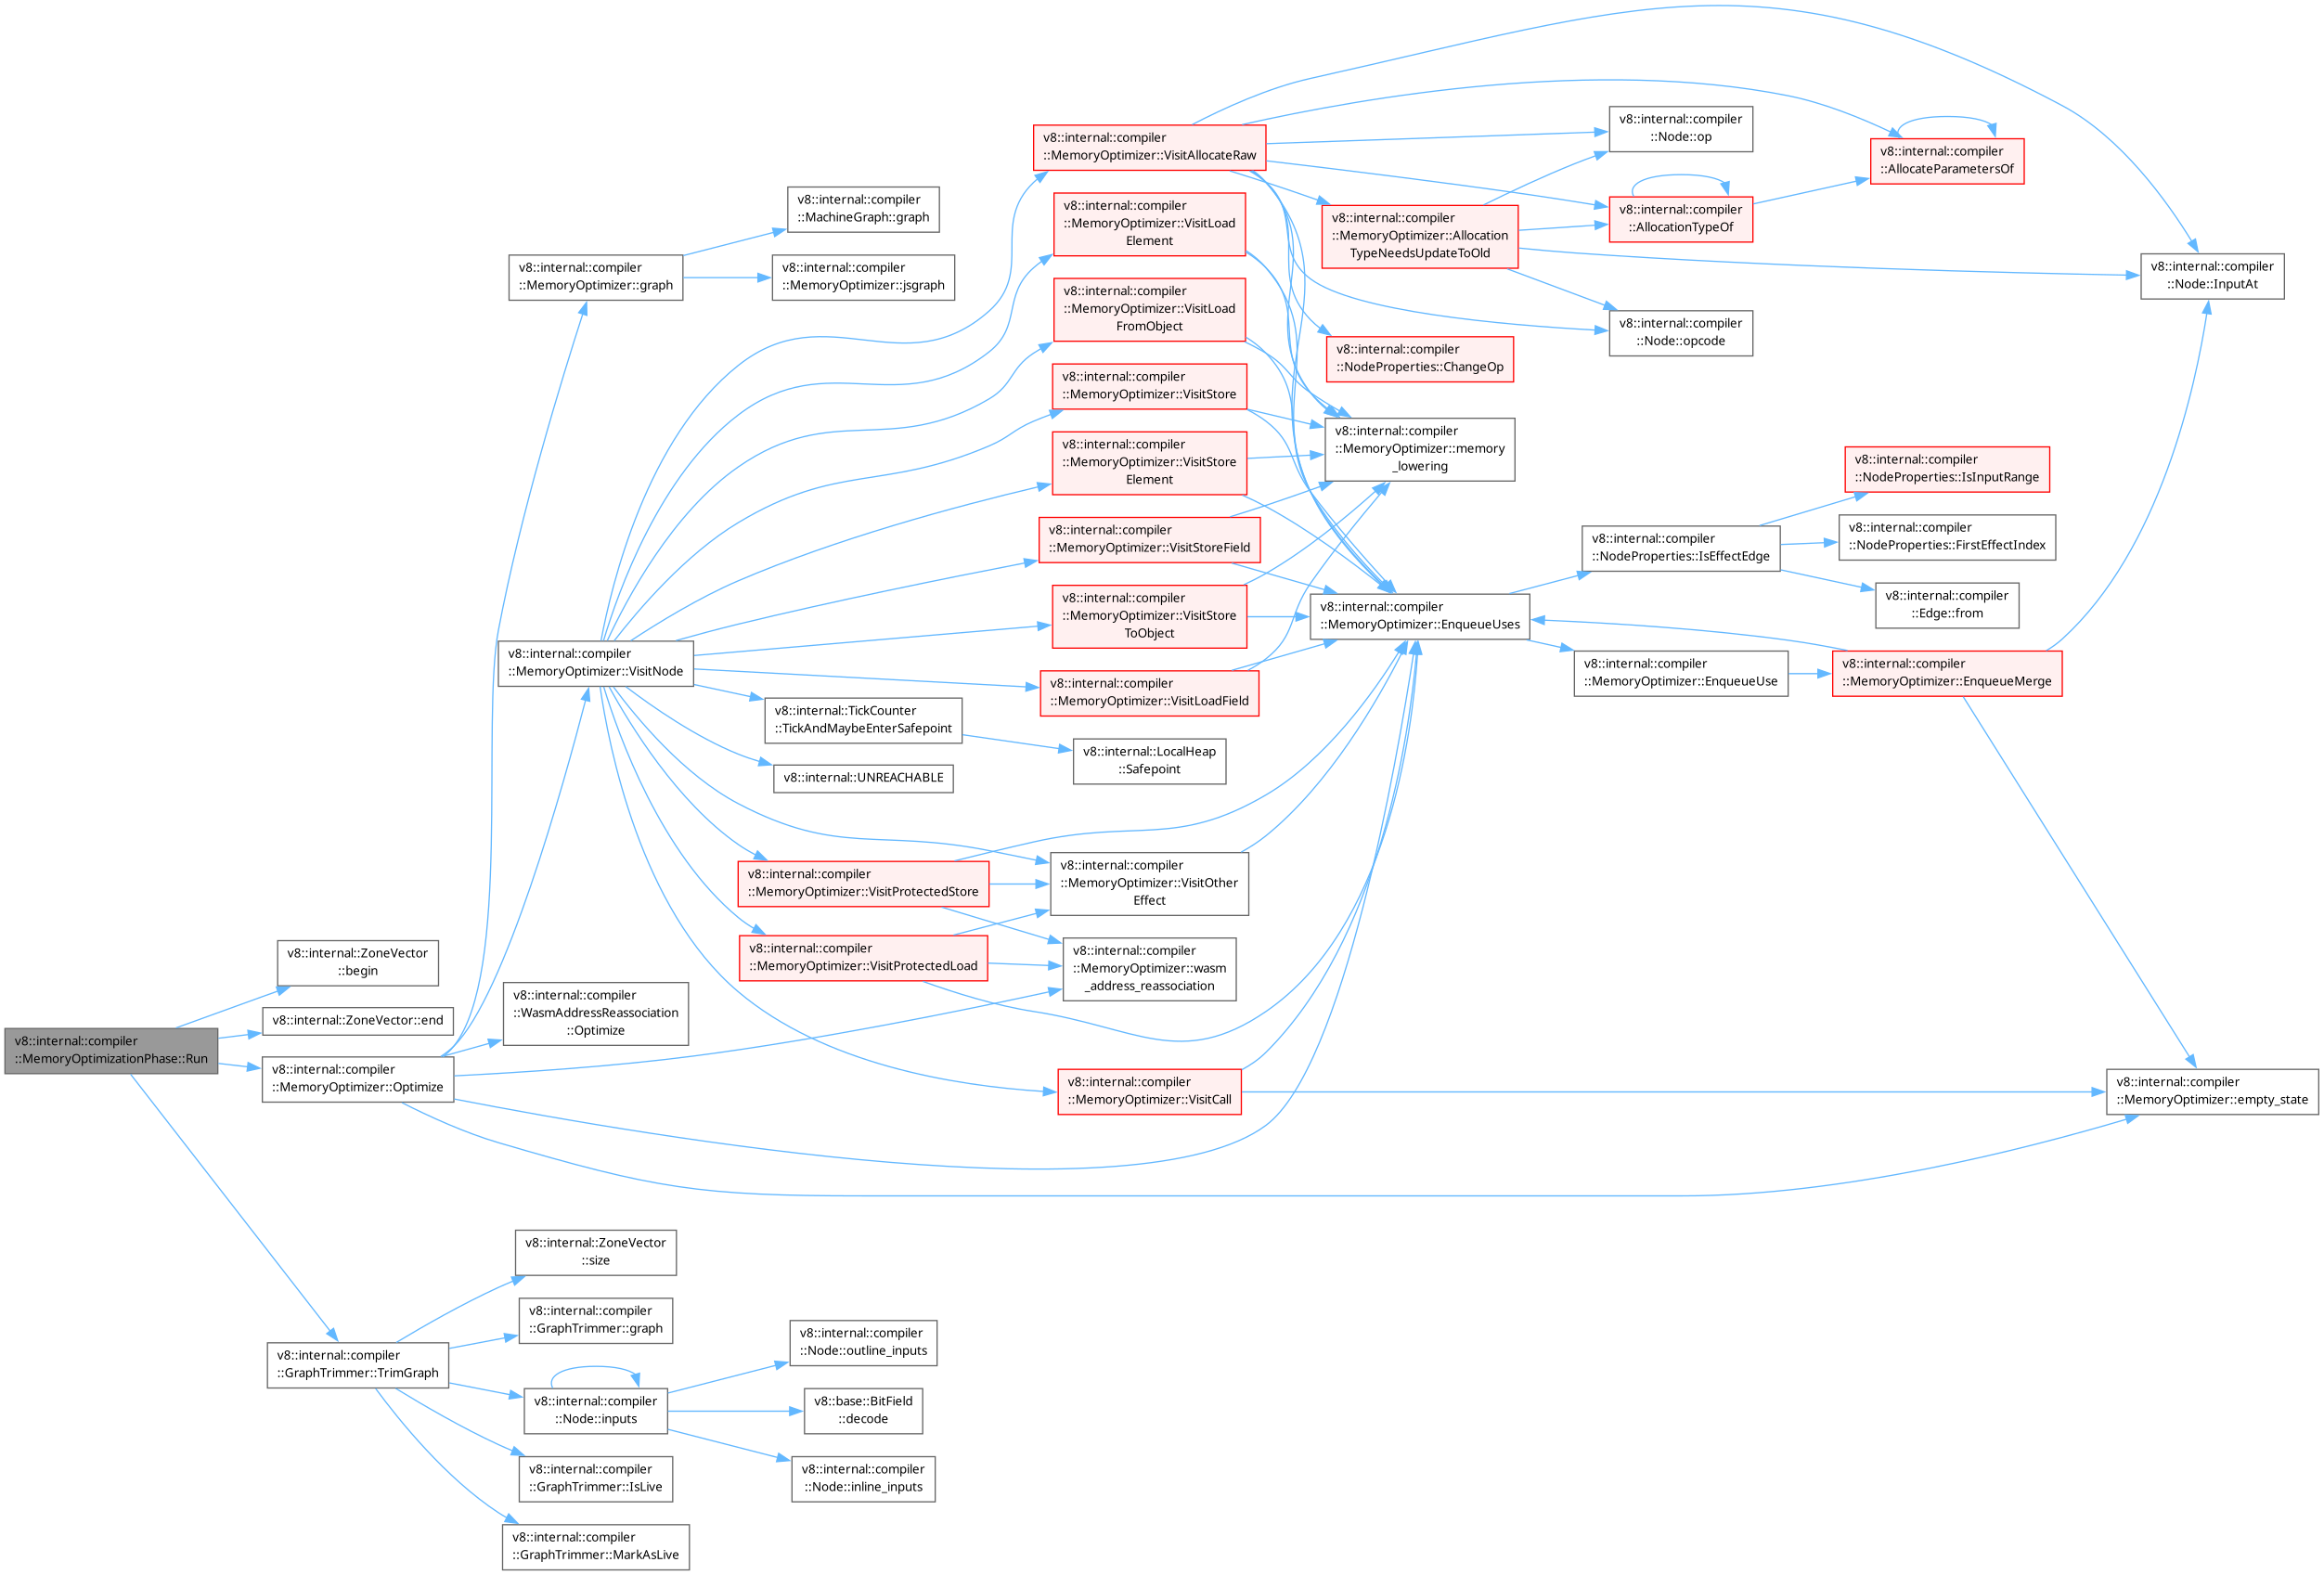 v8::internal::compiler
::MemoryOptimizationPhase::Run
v8::internal::ZoneVector
::begin
v8::internal::ZoneVector::end
v8::internal::compiler
::MemoryOptimizer::Optimize
v8::internal::compiler
::GraphTrimmer::TrimGraph
v8::internal::compiler
::MemoryOptimizer::graph
v8::internal::compiler
::MachineGraph::graph
v8::internal::compiler
::MemoryOptimizer::jsgraph
v8::internal::compiler
::MemoryOptimizer::VisitNode
v8::internal::compiler
::WasmAddressReassociation
::Optimize
v8::internal::compiler
::MemoryOptimizer::VisitAllocateRaw
v8::internal::compiler
::MemoryOptimizer::VisitLoad
Element
v8::internal::compiler
::MemoryOptimizer::VisitLoad
FromObject
v8::internal::compiler
::MemoryOptimizer::VisitStore
v8::internal::compiler
::MemoryOptimizer::VisitStore
Element
v8::internal::compiler
::MemoryOptimizer::VisitStoreField
v8::internal::compiler
::MemoryOptimizer::VisitStore
ToObject
v8::internal::compiler
::MemoryOptimizer::VisitLoadField
v8::internal::TickCounter
::TickAndMaybeEnterSafepoint
v8::internal::LocalHeap
::Safepoint
v8::internal::UNREACHABLE
v8::internal::compiler
::MemoryOptimizer::VisitProtectedStore
v8::internal::compiler
::MemoryOptimizer::VisitProtectedLoad
v8::internal::compiler
::MemoryOptimizer::VisitOther
Effect
v8::internal::compiler
::MemoryOptimizer::wasm
_address_reassociation
v8::internal::compiler
::MemoryOptimizer::VisitCall
v8::internal::compiler
::MemoryOptimizer::Allocation
TypeNeedsUpdateToOld
v8::internal::compiler
::NodeProperties::ChangeOp
v8::internal::compiler
::MemoryOptimizer::memory
_lowering
v8::internal::compiler
::MemoryOptimizer::EnqueueUses
v8::internal::compiler
::Node::op
v8::internal::compiler
::AllocationTypeOf
v8::internal::compiler
::Node::opcode
v8::internal::compiler
::AllocateParametersOf
v8::internal::compiler
::Node::InputAt
v8::internal::compiler
::NodeProperties::IsEffectEdge
v8::internal::compiler
::NodeProperties::IsInputRange
v8::internal::compiler
::NodeProperties::FirstEffectIndex
v8::internal::compiler
::Edge::from
v8::internal::compiler
::MemoryOptimizer::EnqueueUse
v8::internal::compiler
::MemoryOptimizer::EnqueueMerge
v8::internal::compiler
::MemoryOptimizer::empty_state
v8::internal::ZoneVector
::size
v8::internal::compiler
::GraphTrimmer::graph
v8::internal::compiler
::Node::inputs
v8::internal::compiler
::GraphTrimmer::IsLive
v8::internal::compiler
::GraphTrimmer::MarkAsLive
v8::internal::compiler
::Node::outline_inputs
v8::base::BitField
::decode
v8::internal::compiler
::Node::inline_inputs